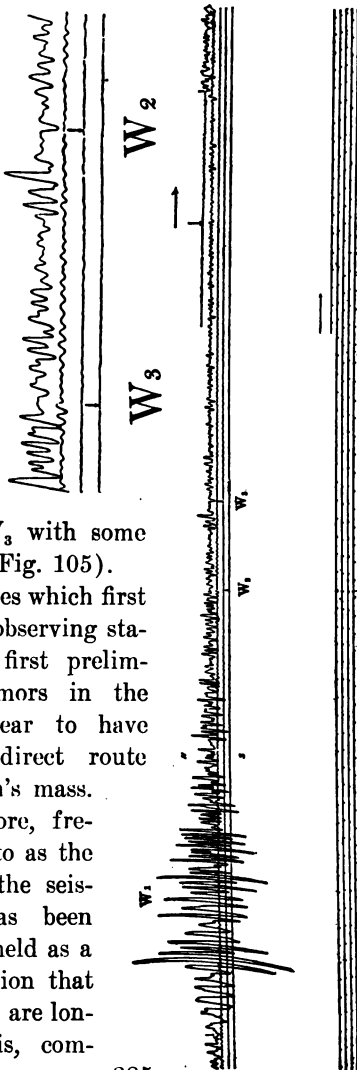 W₂
W₃
W₃ with some
Fig. 105).
es which first
observing sta-
first prelim-
mors in the
ear to have
direct route
's mass.
ore, fre-
to as the
the seis-
as been
held as a
ion that
are lon-
is, com-
W₃
W₂
W₁